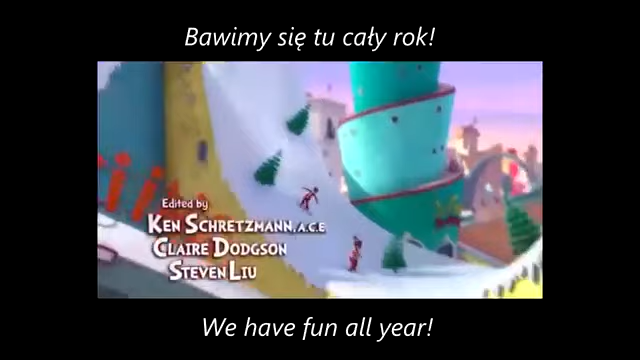 Bawimy się tu cały rok!
Edited by
KEN SCHRETZMANN, A.C.E
CLAIRE DODGSON
STEVEN LIU
We have fun all year!